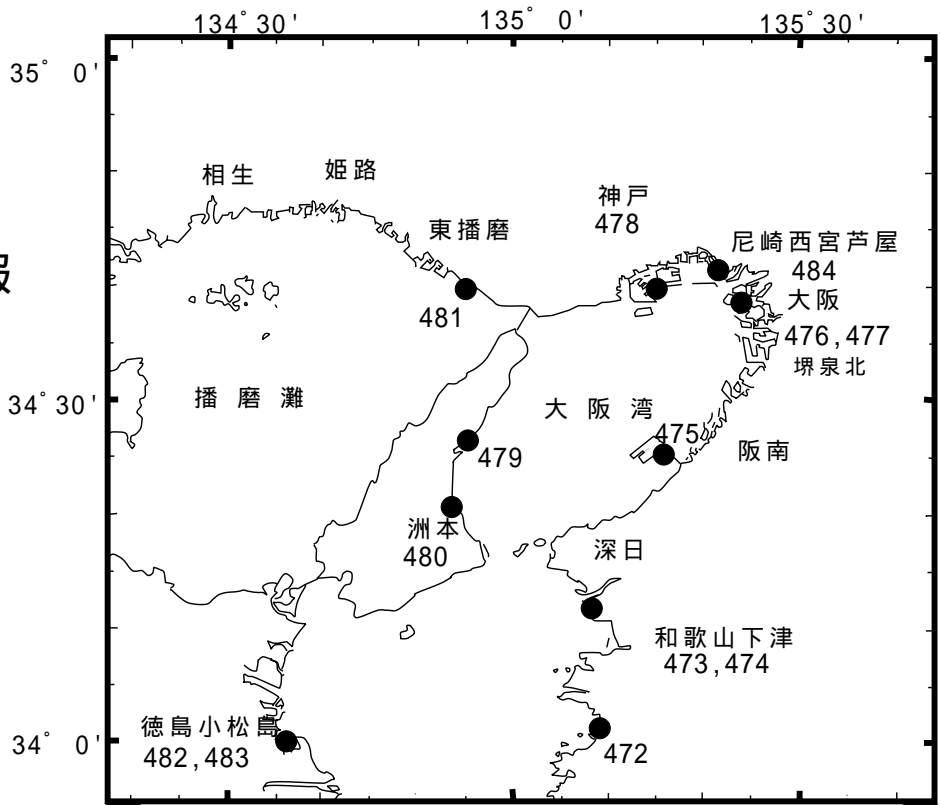 134° 30'
135° 0'
135° 30'
35° 0'
相生
姫路
神戸
478
東播磨
尼崎西宮芦屋
484
報
481
大阪
476,477
堺泉北
34° 30'
播磨灘
大阪湾
475
阪南
479
洲本
480
深日
和歌山下津
473,474
徳島小松島
482,483
34° 0'
472